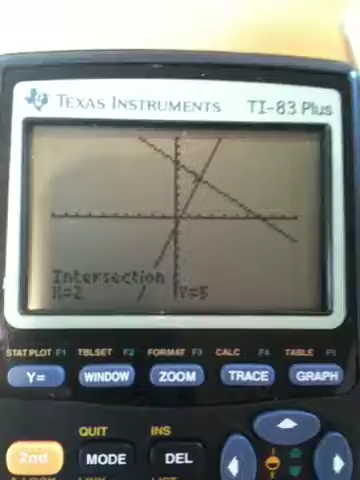 TEXAS INSTRUMENTS TI-83 Plus
Intersection
X=2 Y=5
STAT PLOT F1 TBLSET F2 FORMAT F3 CALC F4 TABLE F5
Y= WINDOW ZOOM TRACE GRAPH
QUIT INS
2nd MODE DEL